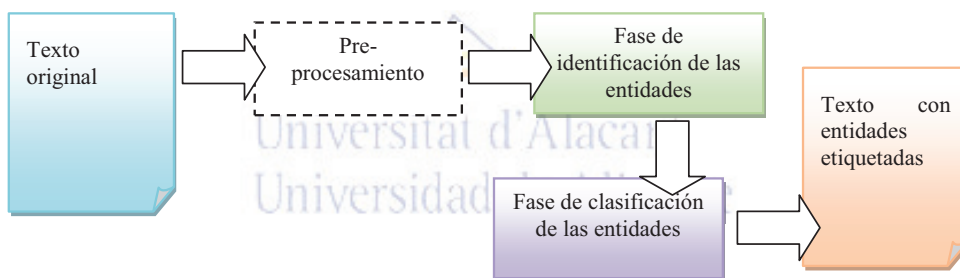 Texto
original
Pre-
procesamiento
Fase de
identificación de las
entidades
Fase de clasificación
de las entidades
Texto con
entidades
etiquetadas
Universitat d'Alacant
Universidad de Alicante